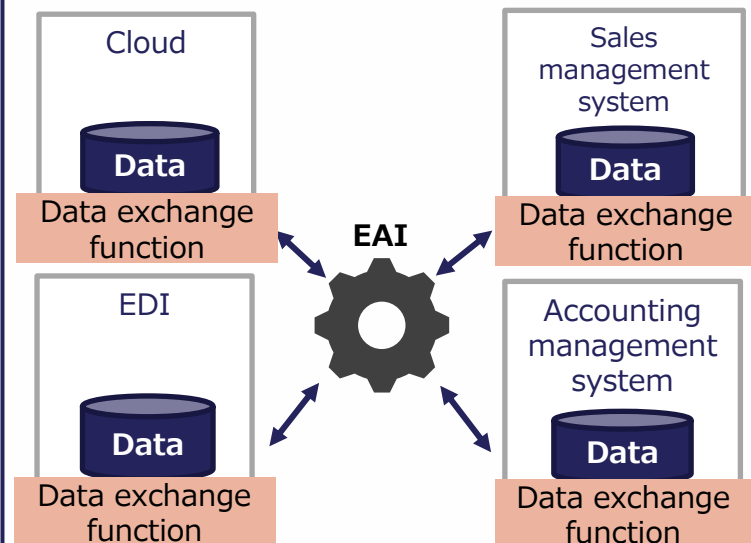 Cloud
Data
Data exchange
function
Sales
management
system
Data
Data exchange
function
EAI
EDI
Data
Data exchange
function
Accounting
management
system
Data
Data exchange
function